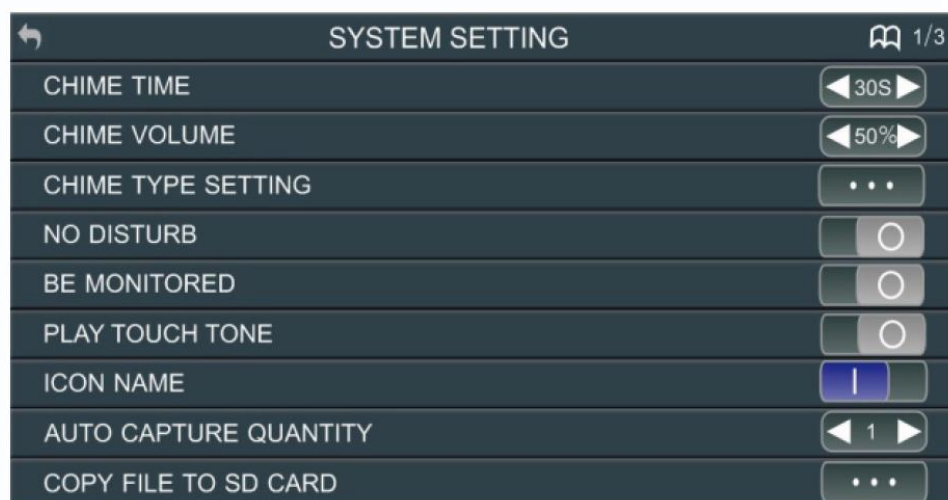 SYSTEM SETTING 1/3
CHIME TIME 30S
CHIME VOLUME 50%
CHIME TYPE SETTING
NO DISTURB
BE MONITORED
PLAY TOUCH TONE
ICON NAME
AUTO CAPTURE QUANTITY 1
COPY FILE TO SD CARD